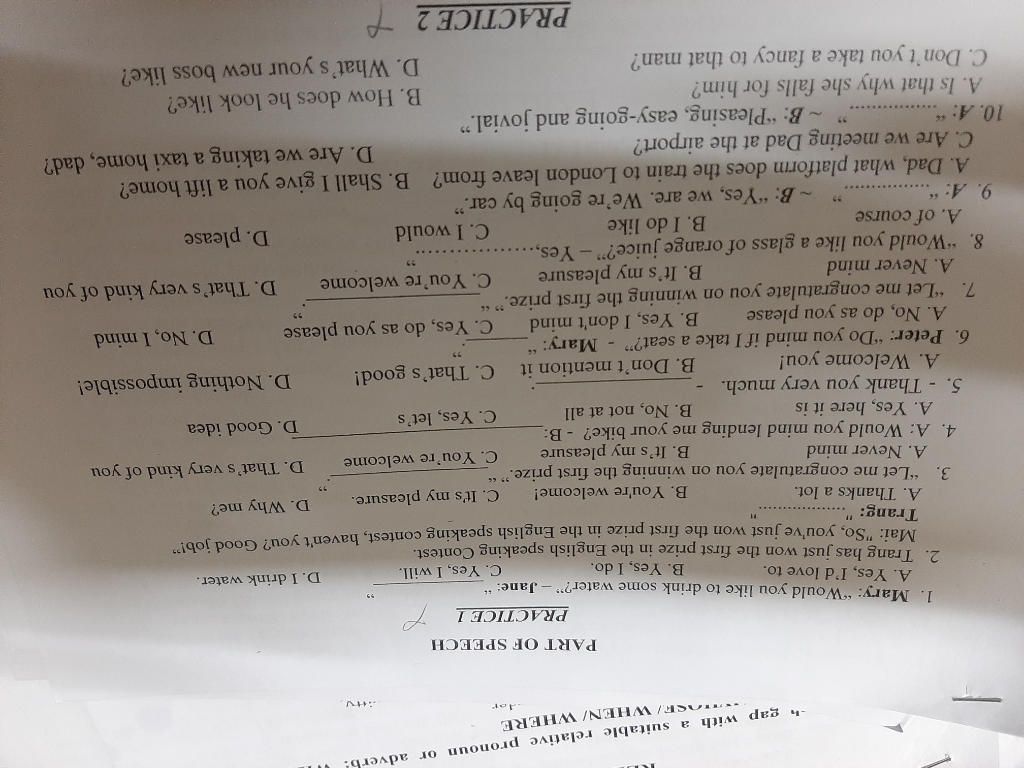 gap with a suitable relative pronoun or adverb:
WHEN/ WHERE
PART OF SPEECH
PRACTICE 1
1. Mary: “Would you like to drink some water?” – Jane: “____________”
A. Yes, I'd love to. B. Yes, I do. C. Yes, I will. D. I drink water.
2. Trang has just won the first prize in the English speaking Contest.
Mai: "So, you've just won the first prize in the English speaking contest, haven't you? Good job!”
Trang: "..................."
A. Thanks a lot. B. You're welcome! C. It's my pleasure. D. Why me?
3. “Let me congratulate you on winning the first prize.” “____________.”
A. Never mind B. It's my pleasure C. You're welcome D. That's very kind of you
4. A: Would you mind lending me your bike? - B: ____________
A. Yes, here it is B. No, not at all C. Yes, let's D. Good idea
5. - Thank you very much. - ____________.
A. Welcome you! B. Don't mention it C. That's good! D. Nothing impossible!
6. Peter: “Do you mind if I take a seat?” - Mary: “_______.”
A. No, do as you please B. Yes, I don't mind C. Yes, do as you please D. No, I mind
7. “Let me congratulate you on winning the first prize.” “____________.”
A. Never mind B. It's my pleasure C. You're welcome D. That's very kind of you
8. “Would you like a glass of orange juice?” – Yes,..................”
A. of course B. I do like C. I would D. please
9. A: “................” ~ B: “Yes, we are. We're going by car.”
A. Dad, what platform does the train to London leave from? B. Shall I give you a lift home?
C. Are we meeting Dad at the airport? D. Are we taking a taxi home, dad?
10. A: “................” ~ B: “Pleasing, easy-going and jovial.”
A. Is that why she falls for him? B. How does he look like?
C. Don't you take a fancy to that man? D. What's your new boss like?
PRACTICE 2